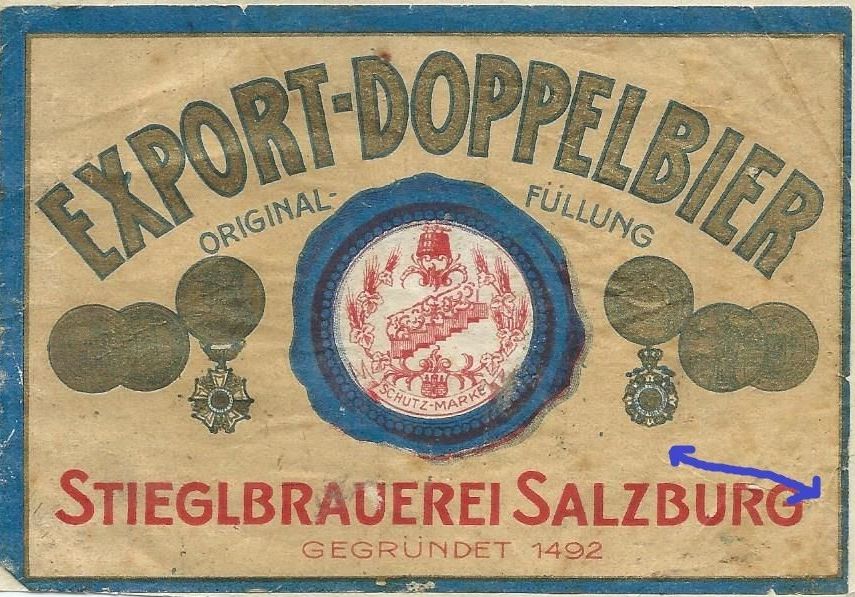 EXPORT-DOPPELBIER
ORIGINAL- FÜLLUNG
SCHUTZ-MARKE
STIEGLBRAUEREI SALZBURG
GEGRÜNDET 1492